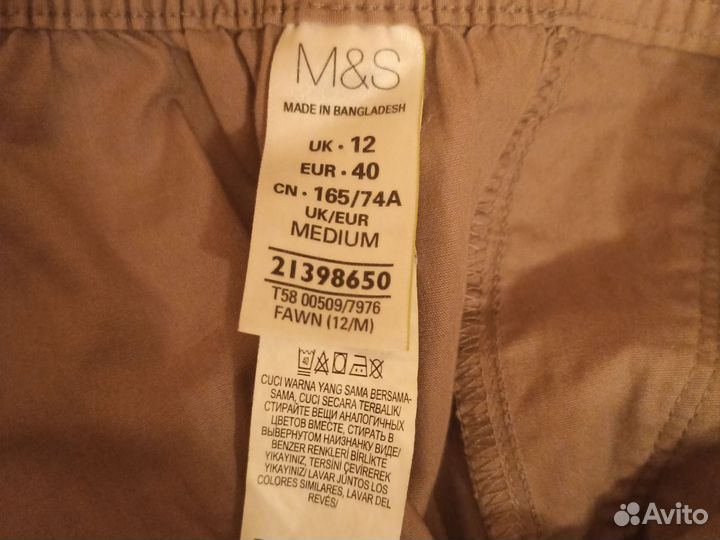 M&S
MADE IN BANGLADESH
UK • 12
EUR • 40
CN • 165/74A
UK/EUR
MEDIUM
21398650
T58 00509/7976
FAWN (12/M)
40
CUCI WARNA YANG SAMA BERSAMA-
SAMA, CUCI SECARA TERBALIK/
СТИРАЙТЕ ВЕЩИ АНАЛОГИЧНЫХ
ЦВЕТОВ ВМЕСТЕ, СТИРАТЬ В
ВЫВЕРНУТОМ НАИЗНАНКУ ВИДЕ/
BENZER RENKLERİ BİRLİKTE
YIKAYINIZ, TERSİNİ ÇEVİREREK
YIKAYINIZ/ LAVAR JUNTOS LOS
COLORES SIMILARES, LAVAR DEL
REVÉS/
Avito